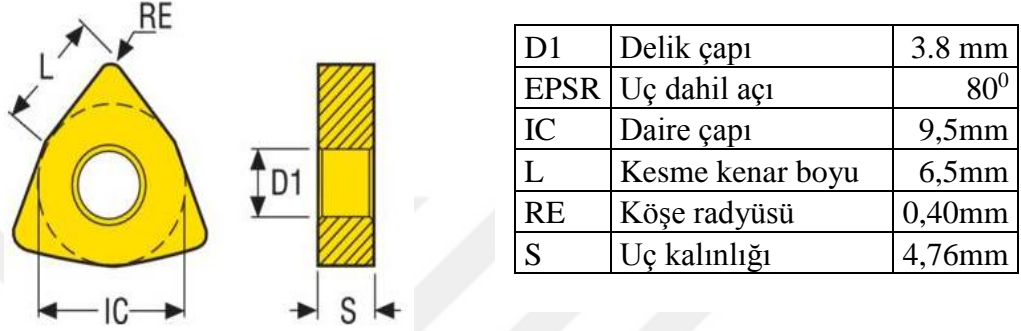 RE
L
D1
IC
S
D1 Delik çapı 3.8 mm
EPSR Uç dahil açı 80⁰
IC Daire çapı 9,5mm
L Kesme kenar boyu 6,5mm
RE Köşe radyüsü 0,40mm
S Uç kalınlığı 4,76mm